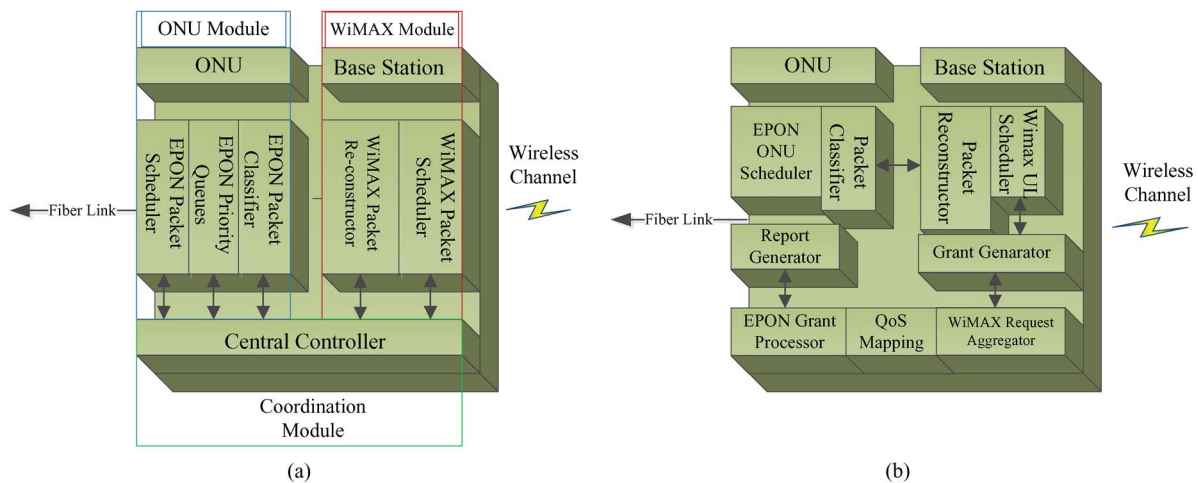 ONU Module
WiMAX Module
ONU
Base Station
EPON Packet
Scheduler
EPON Priority
Queues
EPON Packet
Classifier
WiMAX Packet
Re-constructor
WiMAX Packet
Scheduler
Wireless
Channel
Fiber Link
Central Controller
Coordination
Module
(a)
ONU
Base Station
EPON
ONU
Scheduler
Packet
Classifier
Packet
Reconstructor
Wimax UL
Scheduler
Wireless
Channel
Fiber Link
Report
Generator
Grant Genarator
EPON Grant
Processor
QoS
Mapping
WiMAX Request
Aggregator
(b)